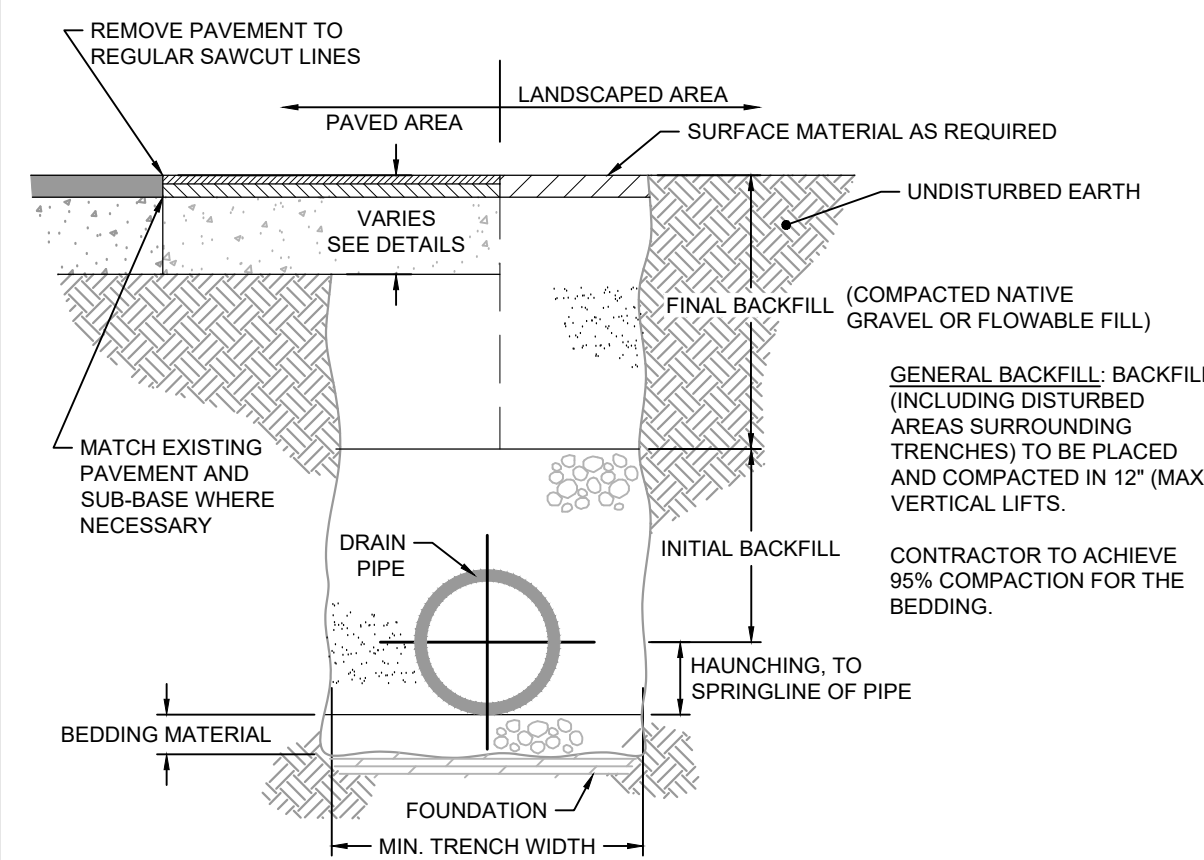 REMOVE PAVEMENT TO
REGULAR SAWCUT LINES
LANDSCAPED AREA
PAVED AREA
SURFACE MATERIAL AS REQUIRED
UNDISTURBED EARTH
VARIES
SEE DETAILS
FINAL BACKFILL
(COMPACTED NATIVE
GRAVEL OR FLOWABLE FILL)
GENERAL BACKFILL: BACKFILL
(INCLUDING DISTURBED
AREAS SURROUNDING
TRENCHES) TO BE PLACED
AND COMPACTED IN 12" (MAX
VERTICAL LIFTS.
MATCH EXISTING
PAVEMENT AND
SUB-BASE WHERE
NECESSARY
DRAIN
PIPE
INITIAL BACKFILL
CONTRACTOR TO ACHIEVE
95% COMPACTION FOR THE
BEDDING.
HAUNCHING, TO
SPRINGLINE OF PIPE
BEDDING MATERIAL
FOUNDATION
MIN. TRENCH WIDTH